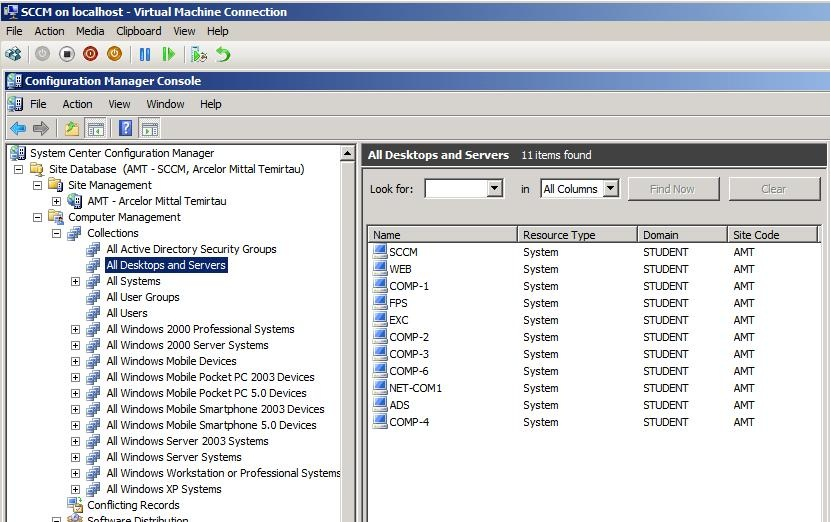 SCCM on localhost - Virtual Machine Connection
File Action Media Clipboard View Help
Configuration Manager Console
File Action View Window Help
System Center Configuration Manager
Site Database (AMT - SCCM, Arcelor Mittal Temirtau)
Site Management
AMT - Arcelor Mittal Temirtau
Computer Management
Collections
All Active Directory Security Groups
All Desktops and Servers
All Systems
All User Groups
All Users
All Windows 2000 Professional Systems
All Windows 2000 Server Systems
All Windows Mobile Devices
All Windows Mobile Pocket PC 2003 Devices
All Windows Mobile Pocket PC 5.0 Devices
All Windows Mobile Smartphone 2003 Devices
All Windows Mobile Smartphone 5.0 Devices
All Windows Server 2003 Systems
All Windows Server Systems
All Windows Workstation or Professional Systems
All Windows XP Systems
Conflicting Records
Software Distribution
All Desktops and Servers 11 items found
Look for: in All Columns Find Now Clear
Name Resource Type Domain Site Code
SCCM System STUDENT AMT
WEB System STUDENT AMT
COMP-1 System STUDENT AMT
FPS System STUDENT AMT
EXC System STUDENT AMT
COMP-2 System STUDENT AMT
COMP-3 System STUDENT AMT
COMP-6 System STUDENT AMT
NET-COM1 System STUDENT AMT
ADS System STUDENT AMT
COMP-4 System STUDENT AMT